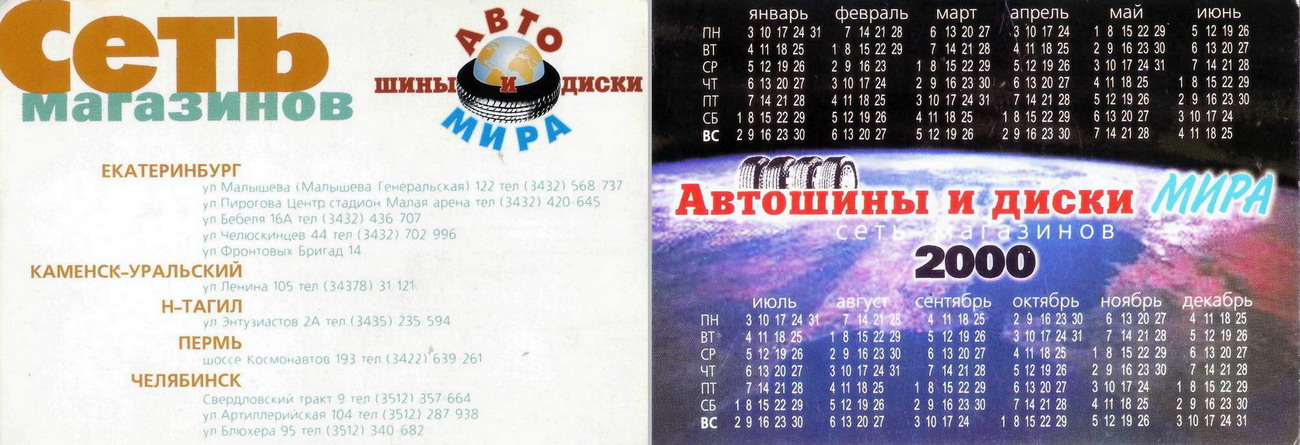 Сеть
магазинов
АВТО
ШИНЫ И ДИСКИ
МИРА
ЕКАТЕРИНБУРГ
ул Малышева (Малышева Генеральская) 122 тел (3432) 568 737
ул Пирогова Центр стадион Малая арена тел (3432) 420-645
ул Бебеля 16А тел (3432) 436 707
ул Челюскинцев 44 тел (3432) 702 996
ул Фронтовых Бригад 14
КАМЕНСК-УРАЛЬСКИЙ
ул Ленина 105 тел (34378) 31 121
Н-ТАГИЛ
ул Энтузиастов 2А тел (3435) 235 594
ПЕРМЬ
шоссе Космонавтов 193 тел (3422) 639 261
ЧЕЛЯБИНСК
Свердловский тракт 9 тел (3512) 357 664
ул Артиллерийская 104 тел (3512) 287 938
ул Блюхера 95 тел (3512) 340 682
январь февраль март апрель май июнь
ПН 3 10 17 24 31 7 14 21 28 6 13 20 27 3 10 17 24 1 8 15 22 29 5 12 19 26
ВТ 4 11 18 25 1 8 15 22 29 7 14 21 28 4 11 18 25 2 9 16 23 30 6 13 20 27
СР 5 12 19 26 2 9 16 23 1 8 15 22 29 5 12 19 26 3 10 17 24 31 7 14 21 28
ЧТ 6 13 20 27 3 10 17 24 2 9 16 23 30 6 13 20 27 4 11 18 25 1 8 15 22 29
ПТ 7 14 21 28 4 11 18 25 3 10 17 24 31 7 14 21 28 5 12 19 26 2 9 16 23 30
СБ 1 8 15 22 29 5 12 19 26 4 11 18 25 1 8 15 22 29 6 13 20 27 3 10 17 24
ВС 2 9 16 23 30 6 13 20 27 5 12 19 26 2 9 16 23 30 7 14 21 28 4 11 18 25
Автошины и диски МИРА
сеть магазинов
2000
июль август сентябрь октябрь ноябрь декабрь
ПН 3 10 17 24 31 7 14 21 28 4 11 18 25 2 9 16 23 30 6 13 20 27 4 11 18 25
ВТ 4 11 18 25 1 8 15 22 29 5 12 19 26 3 10 17 24 31 7 14 21 28 5 12 19 26
СР 5 12 19 26 2 9 16 23 30 6 13 20 27 4 11 18 25 1 8 15 22 29 6 13 20 27
ЧТ 6 13 20 27 3 10 17 24 31 7 14 21 28 5 12 19 26 2 9 16 23 30 7 14 21 28
ПТ 7 14 21 28 4 11 18 25 1 8 15 22 29 6 13 20 27 3 10 17 24 1 8 15 22 29
СБ 1 8 15 22 29 5 12 19 26 2 9 16 23 30 7 14 21 28 4 11 18 25 2 9 16 23 30
ВС 2 9 16 23 30 6 13 20 27 3 10 17 24 1 8 15 22 29 5 12 19 26 3 10 17 24 31